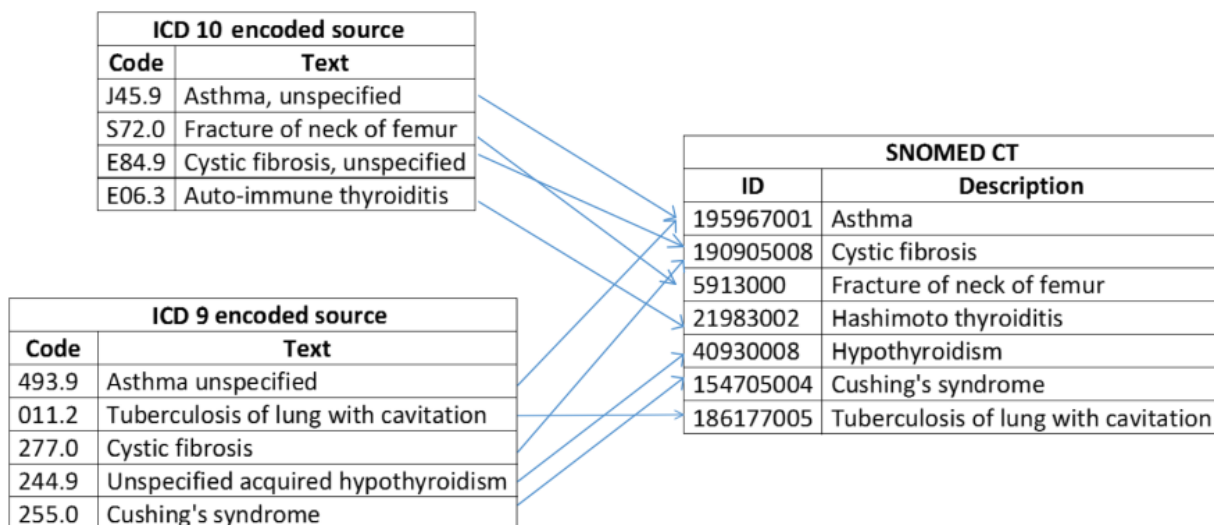 ICD 10 encoded source
Code Text
J45.9 Asthma, unspecified
S72.0 Fracture of neck of femur
E84.9 Cystic fibrosis, unspecified
E06.3 Auto-immune thyroiditis
SNOMED CT
ID Description
195967001 Asthma
190905008 Cystic fibrosis
5913000 Fracture of neck of femur
21983002 Hashimoto thyroiditis
40930008 Hypothyroidism
154705004 Cushing's syndrome
186177005 Tuberculosis of lung with cavitation
ICD 9 encoded source
Code Text
493.9 Asthma unspecified
011.2 Tuberculosis of lung with cavitation
277.0 Cystic fibrosis
244.9 Unspecified acquired hypothyroidism
255.0 Cushing's syndrome